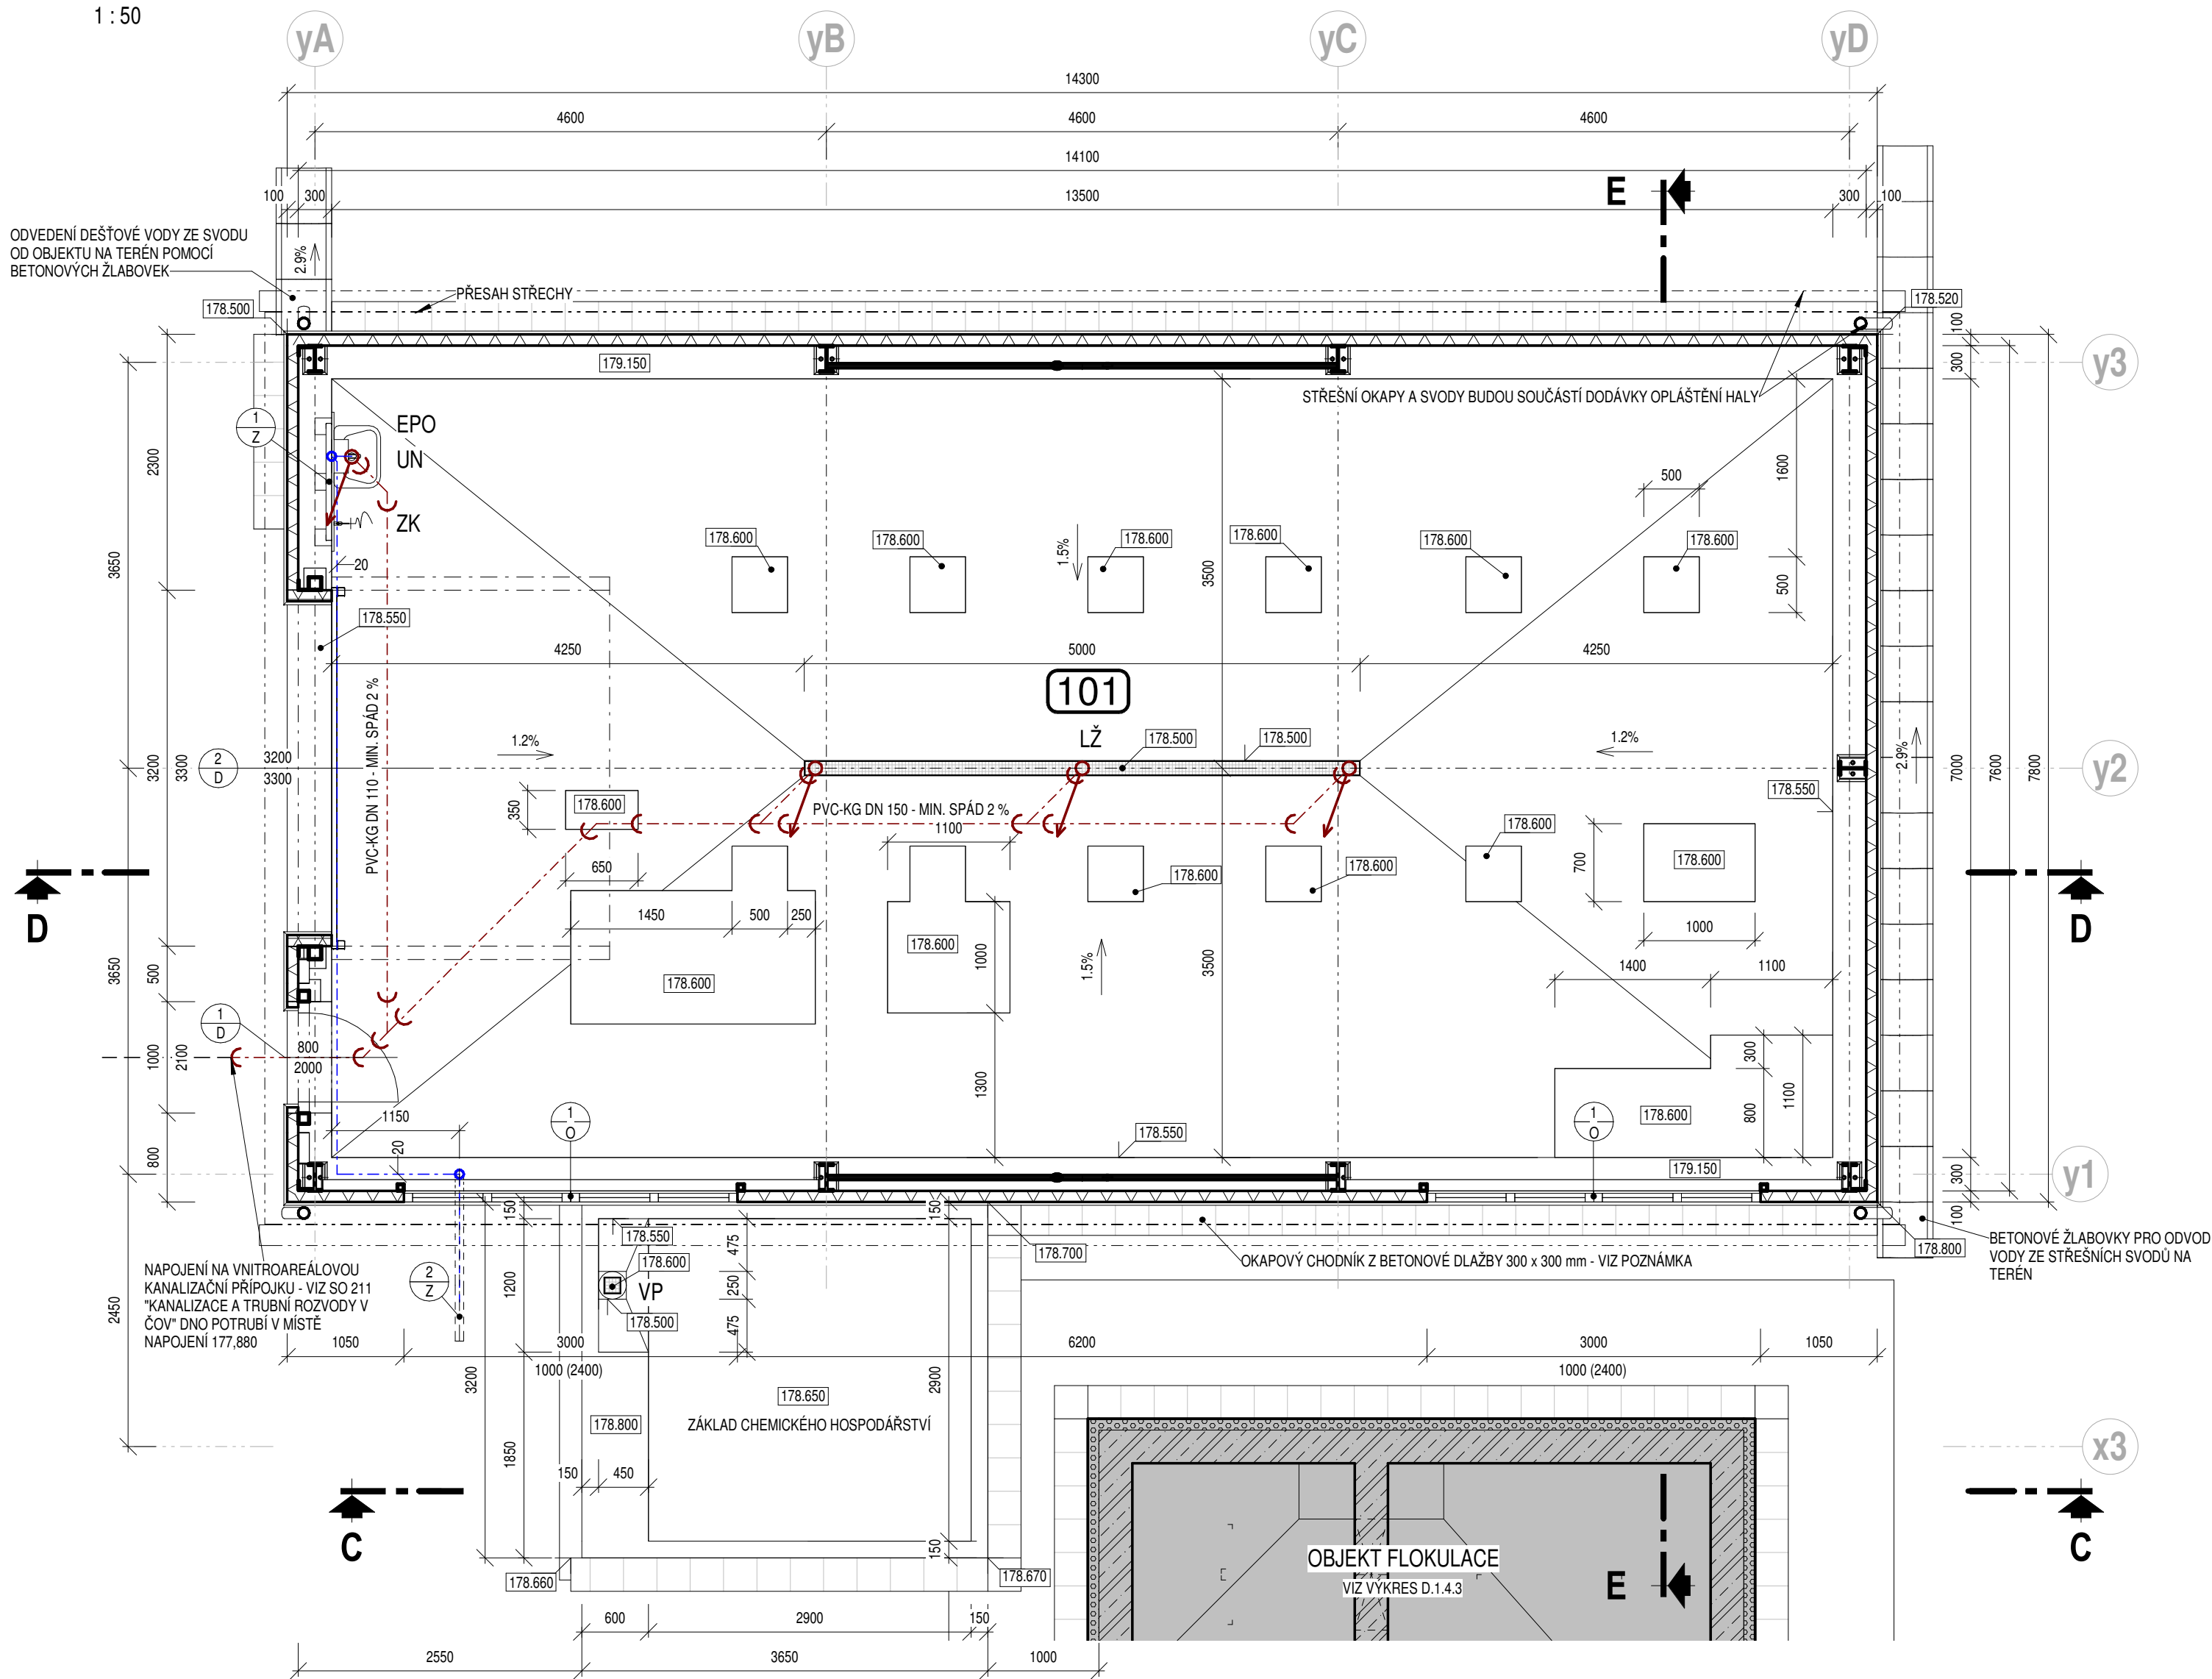 1 : 50
yA
yB
yC
yD
14300
4600
4600
4600
14100
100
300
13500
300
100
E
ODVEDENÍ DEŠŤOVÉ VODY ZE SVODU
OD OBJEKTU NA TERÉN POMOCÍ
BETONOVÝCH ŽLABOVEK
2.9%
PŘESAH STŘECHY
178.500
178.520
100
179.150
y3
300
STŘEŠNÍ OKAPY A SVODY BUDOU SOUČÁSTÍ DODÁVKY OPLÁŠTĚNÍ HALY
1
Z
EPO
UN
ZK
2300
1600
500
178.600
178.600
178.600
178.600
178.600
178.600
1.5%
3500
500
20
3650
178.550
4250
5000
4250
101
LŽ
PVC-KG DN 110 - MIN. SPÁD 2 %
1.2%
178.500
178.500
1.2%
2.9%
2
D
3200
3300
3200
3300
7000
7600
7800
y2
178.550
350
178.600
PVC-KG DN 150 - MIN. SPÁD 2 %
1100
178.600
700
178.600
650
178.600
178.600
D
D
1450
500
250
178.600
1000
1000
178.600
1.5%
3500
1400
1100
3650
500
1
D
800
2000
1000
2100
300
1100
1300
800
178.600
1150
1
O
1
O
178.550
20
800
179.150
300
y1
100
150
150
178.550
475
178.600
178.700
178.800
BETONOVÉ ŽLABOVKY PRO ODVOD
VODY ZE STŘEŠNÍCH SVODŮ NA
TERÉN
OKAPOVÝ CHODNÍK Z BETONOVÉ DLAŽBY 300 x 300 mm - VIZ POZNÁMKA
NAPOJENÍ NA VNITROAREÁLOVOU
KANALIZAČNÍ PŘÍPOJKU - VIZ SO 211
"KANALIZACE A TRUBNÍ ROZVODY V
ČOV" DNO POTRUBÍ V MÍSTĚ
NAPOJENÍ 177,880
2
Z
VP
1200
250
178.500
475
2450
1050
3000
1000 (2400)
6200
3000
1000 (2400)
1050
3200
2900
178.650
178.800
ZÁKLAD CHEMICKÉHO HOSPODÁŘSTVÍ
1850
150
450
x3
C
C
150
178.660
178.670
OBJEKT FLOKULACE
VIZ VÝKRES D.1.4.3
E
600
2900
150
2550
3650
1000